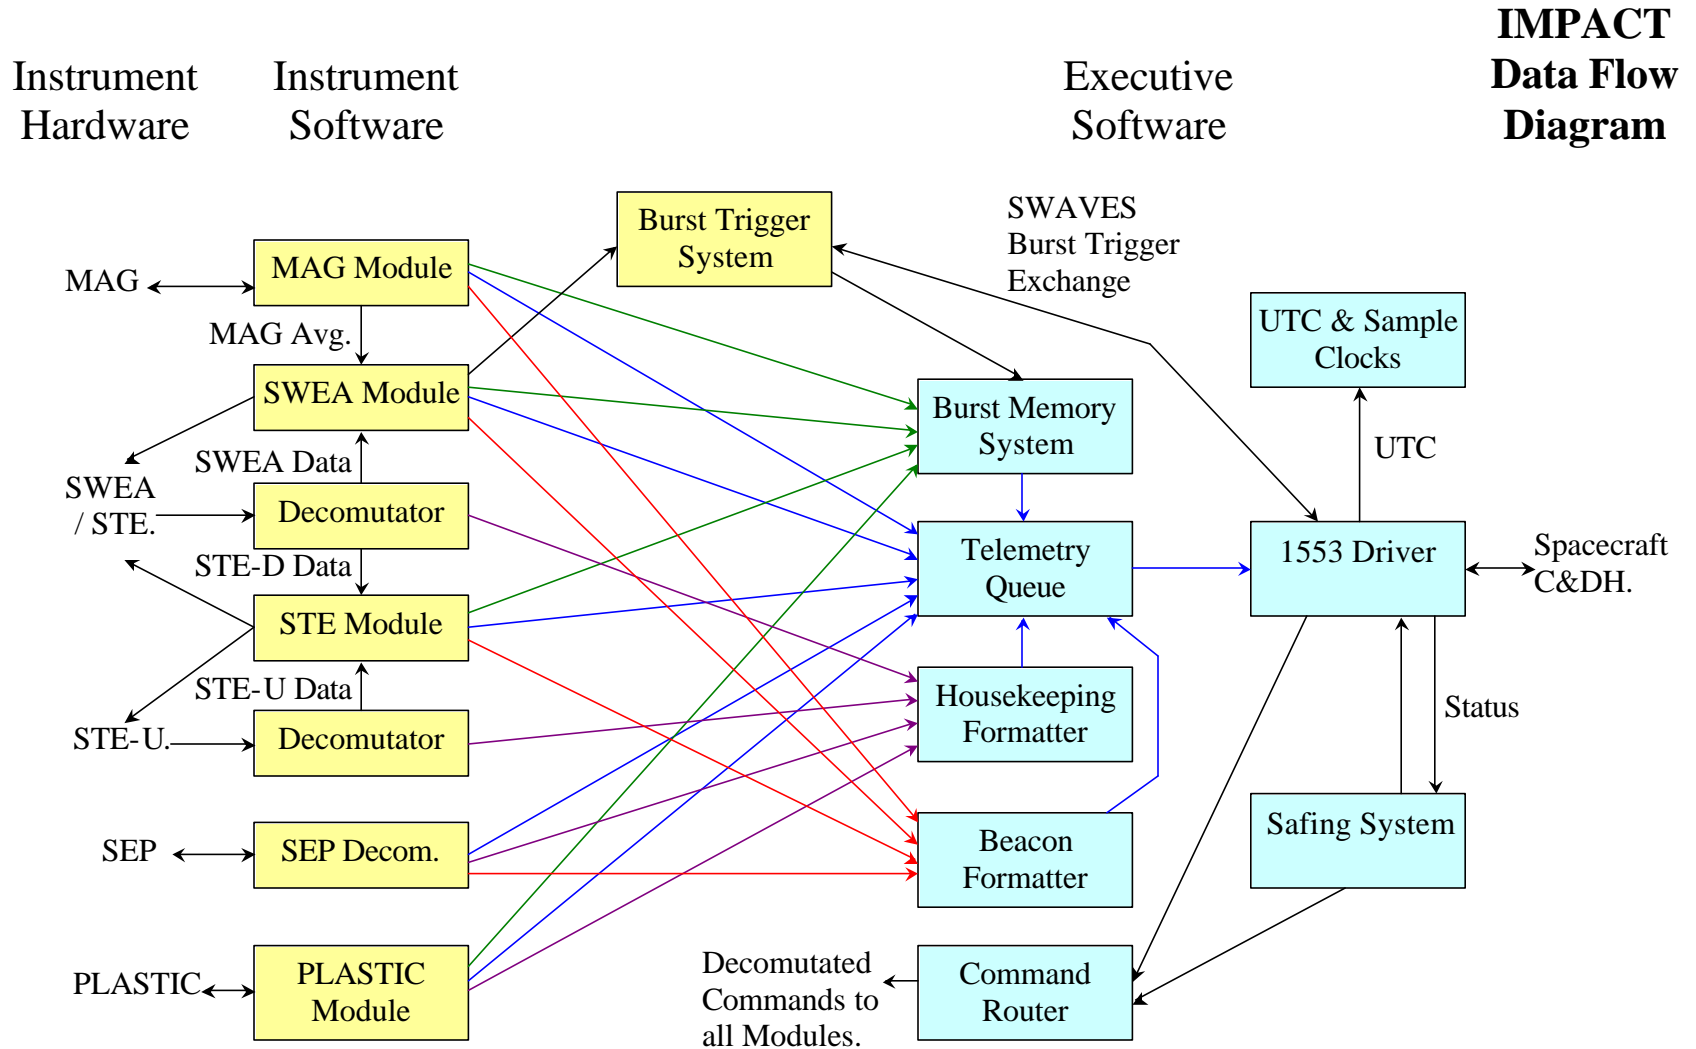 IMPACT
Data Flow
Diagram
Instrument
Hardware
Instrument
Software
Executive
Software
Burst Trigger
System
SWAVES
Burst Trigger
Exchange
MAG
MAG Module
MAG Avg.
UTC & Sample
Clocks
SWEA Module
Burst Memory
System
UTC
SWEA Data
SWEA
/ STE.
Decomutator
STE-D Data
Telemetry
Queue
1553 Driver
Spacecraft
C&DH.
STE Module
STE-U Data
Housekeeping
Formatter
Status
STE-U.
Decomutator
SEP
SEP Decom.
Beacon
Formatter
Safing System
PLASTIC
PLASTIC
Module
Decomutated
Commands to
all Modules.
Command
Router